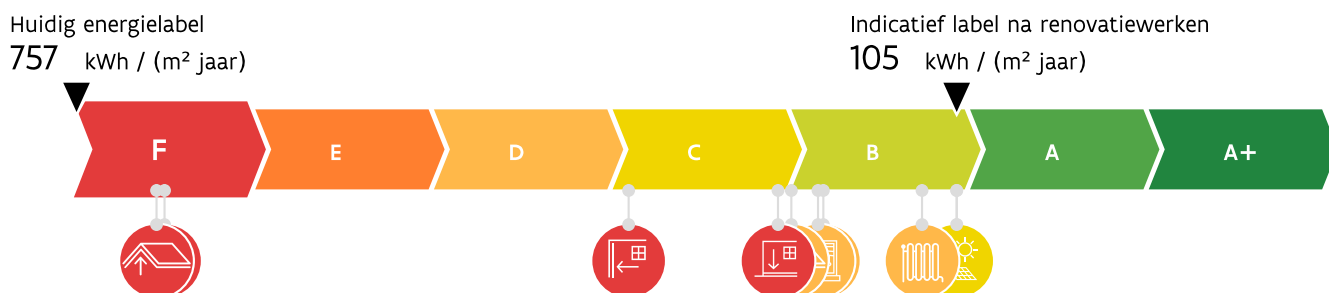 Huidig energielabel
757 kWh / (m² jaar)
Indicatief label na renovatiewerken
105 kWh / (m² jaar)
F E D C B A A+